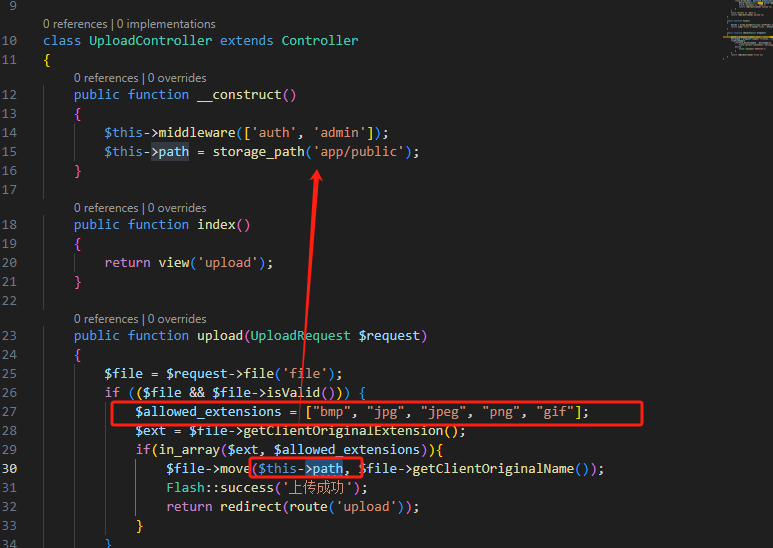 9
0 references | 0 implementations
10 class UploadController extends Controller
11 {
0 references | 0 overrides
12 public function __construct()
13 {
14 $this->middleware(['auth', 'admin']);
15 $this->path = storage_path('app/public');
16 }
17
0 references | 0 overrides
18 public function index()
19 {
20 return view('upload');
21 }
22
0 references | 0 overrides
23 public function upload(UploadRequest $request)
24 {
25 $file = $request->file('file');
26 if (($file && $file->isValid())) {
27 $allowed_extensions = ["bmp", "jpg", "jpeg", "png", "gif"];
28 $ext = $file->getClientOriginalExtension();
29 if(in_array($ext, $allowed_extensions)){
30 $file->move($this->path, $file->getClientOriginalName());
31 Flash::success('上传成功');
32 return redirect(route('upload'));
33 }
34 }